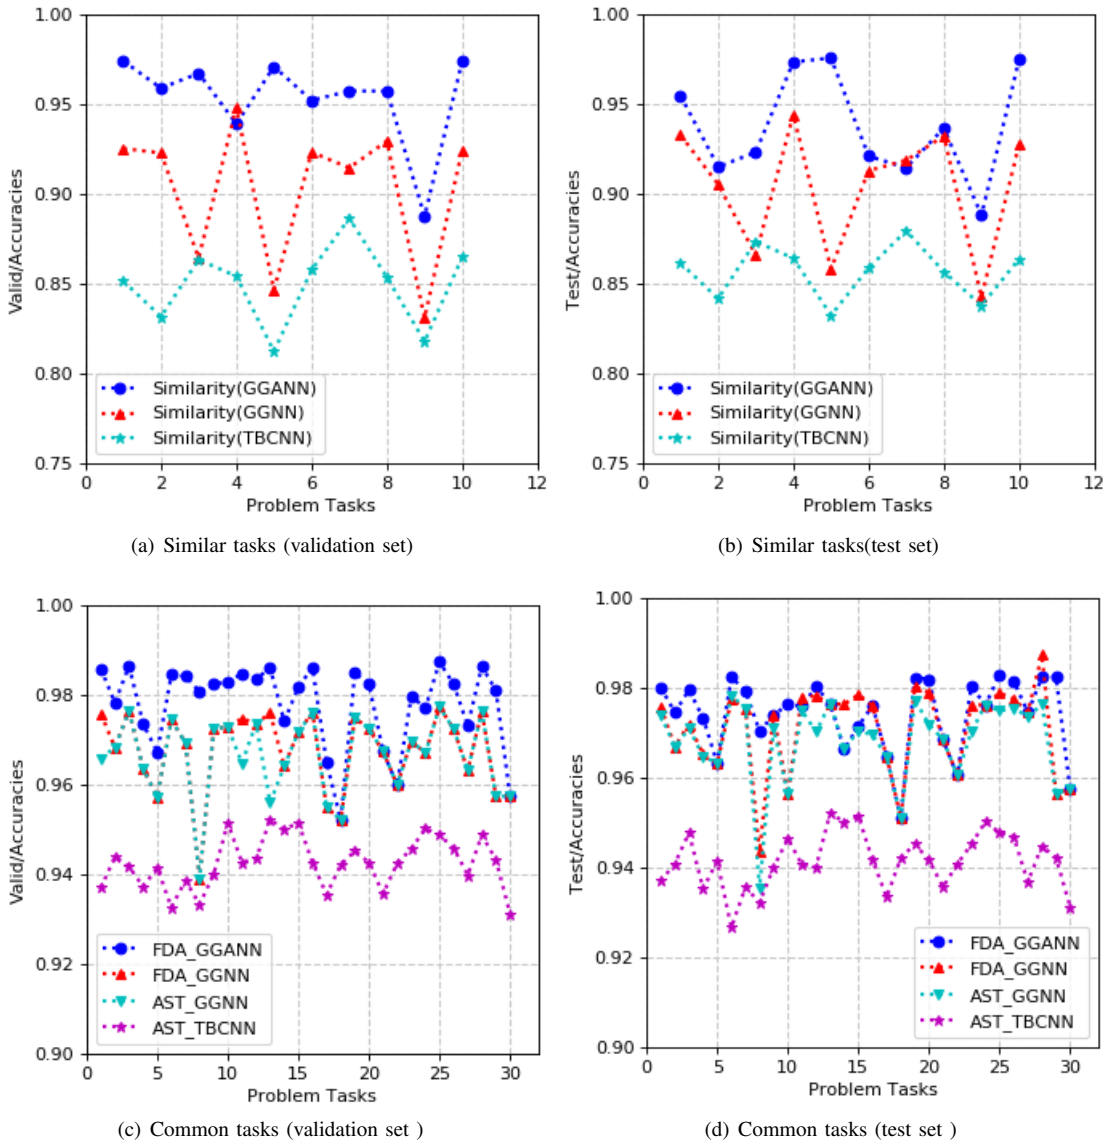 1.00
0.95
0.90
0.85
0.80
0.75
Valid/Accuracies
Similarity(GGANN)
Similarity(GGNN)
Similarity(TBCNN)
0 2 4 6 8 10 12
Problem Tasks
(a) Similar tasks (validation set)
1.00
0.95
0.90
0.85
0.80
0.75
Test/Accuracies
Similarity(GGANN)
Similarity(GGNN)
Similarity(TBCNN)
0 2 4 6 8 10 12
Problem Tasks
(b) Similar tasks(test set)
1.00
0.98
0.96
0.94
0.92
0.90
Valid/Accuracies
FDA_GGANN
FDA_GGNN
AST_GGNN
AST_TBCNN
0 5 10 15 20 25 30
Problem Tasks
(c) Common tasks (validation set )
1.00
0.98
0.96
0.94
0.92
0.90
Test/Accuracies
FDA_GGANN
FDA_GGNN
AST_GGNN
AST_TBCNN
0 5 10 15 20 25 30
Problem Tasks
(d) Common tasks (test set )